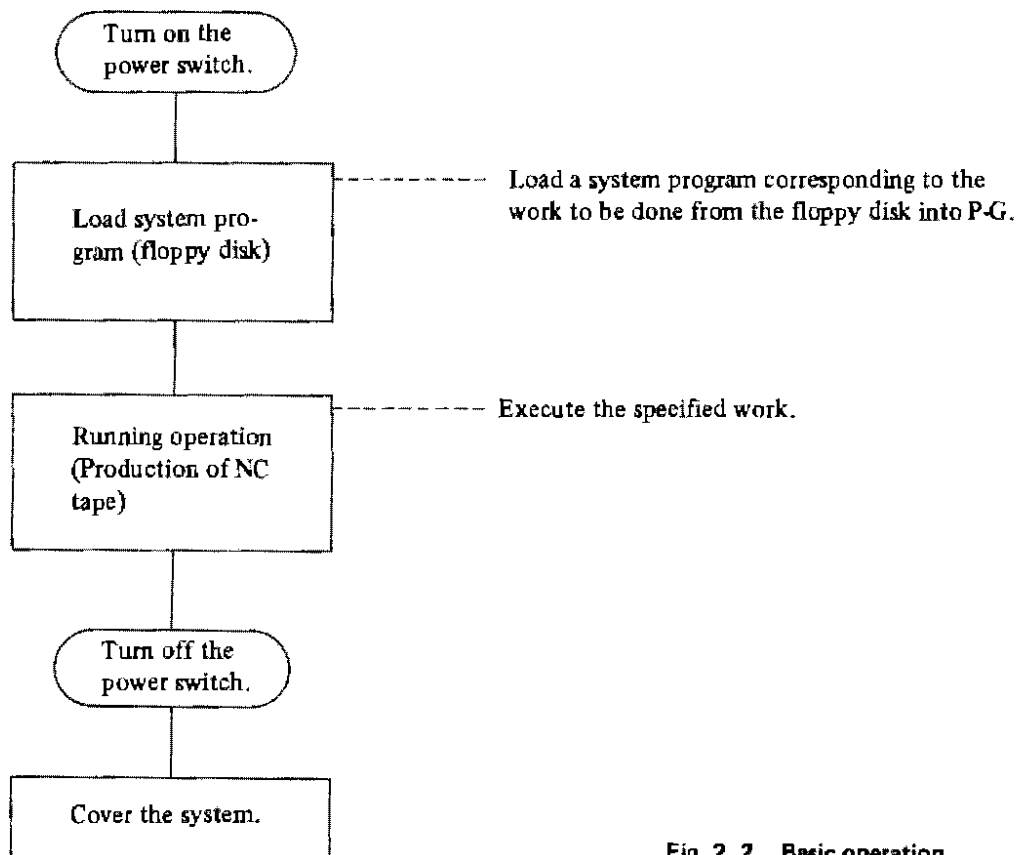 Turn on the
power switch.
Load system pro-
gram (floppy disk)
Load a system program corresponding to the
work to be done from the floppy disk into P-G.
Running operation
(Production of NC
tape)
Execute the specified work.
Turn off the
power switch.
Cover the system.
Fig. 2. 2 Basic operation